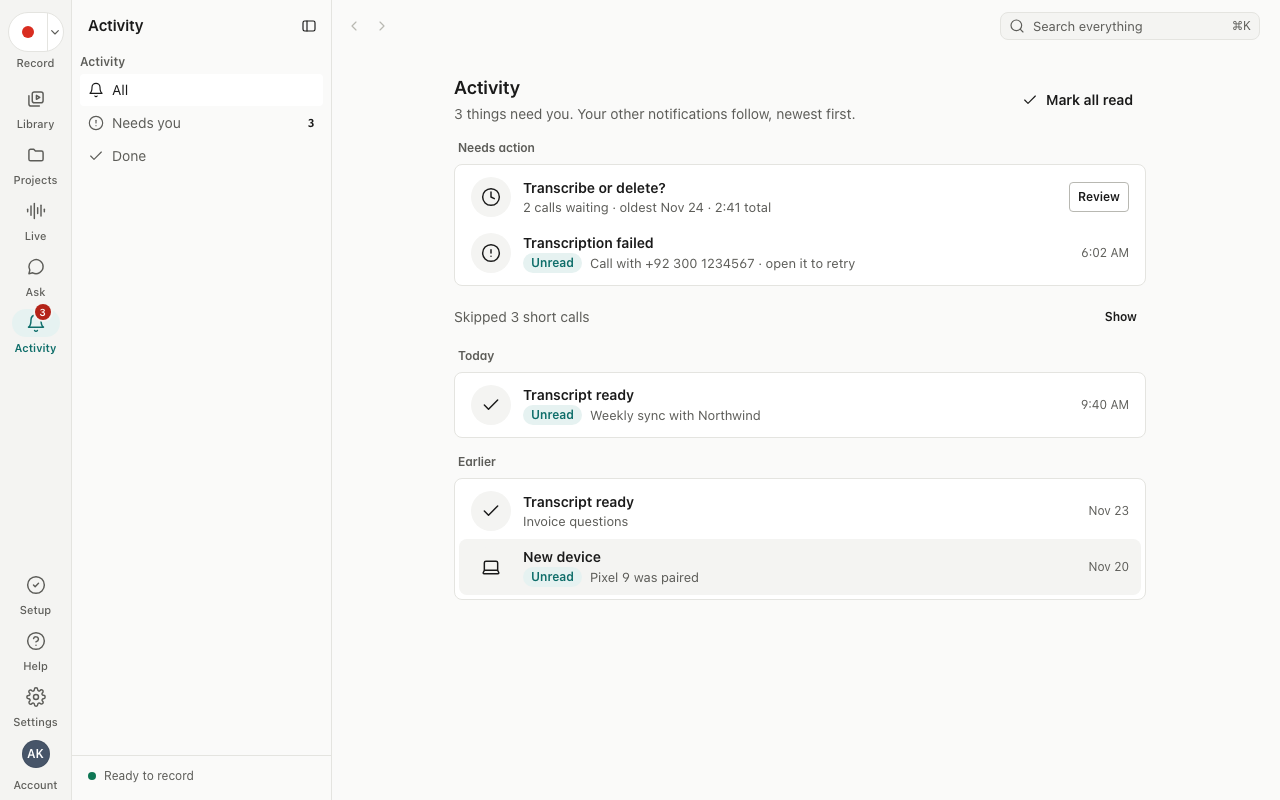 Record
Library
Projects
Live
Ask
3
Activity
Setup
Help
Settings
AK
Account
Activity
Activity
All
Needs you 3
Done
Ready to record
Search everything ⌘K
Activity
3 things need you. Your other notifications follow, newest first.
Mark all read
Needs action
Transcribe or delete?
2 calls waiting · oldest Nov 24 · 2:41 total
Review
Transcription failed
Unread Call with +92 300 1234567 · open it to retry
6:02 AM
Skipped 3 short calls
Show
Today
Transcript ready
Unread Weekly sync with Northwind
9:40 AM
Earlier
Transcript ready
Invoice questions
Nov 23
New device
Unread Pixel 9 was paired
Nov 20